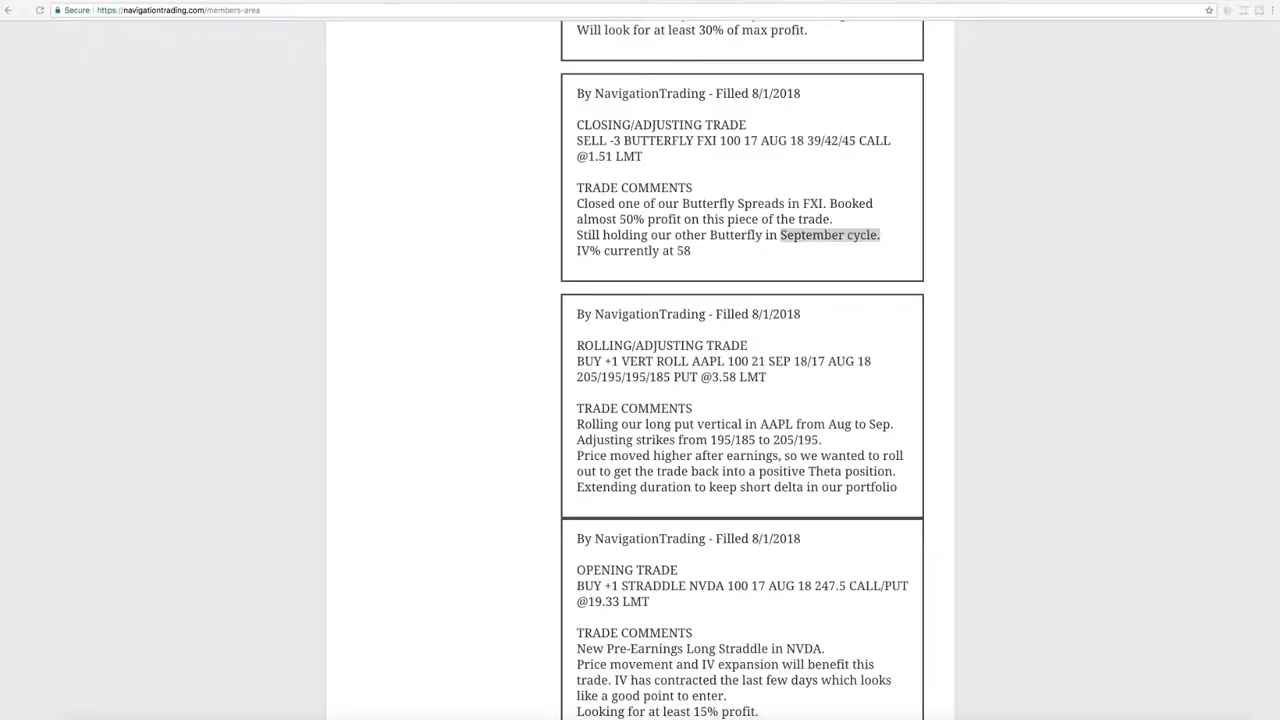 Secure https://navigationtrading.com/members-area
Will look for at least 30% of max profit.
By NavigationTrading - Filled 8/1/2018
CLOSING/ADJUSTING TRADE
SELL -3 BUTTERFLY FXI 100 17 AUG 18 39/42/45 CALL
@1.51 LMT
TRADE COMMENTS
Closed one of our Butterfly Spreads in FXI. Booked
almost 50% profit on this piece of the trade.
Still holding our other Butterfly in September cycle.
IV% currently at 58
By NavigationTrading - Filled 8/1/2018
ROLLING/ADJUSTING TRADE
BUY +1 VERT ROLL AAPL 100 21 SEP 18/17 AUG 18
205/195/195/185 PUT @3.58 LMT
TRADE COMMENTS
Rolling our long put vertical in AAPL from Aug to Sep.
Adjusting strikes from 195/185 to 205/195.
Price moved higher after earnings, so we wanted to roll
out to get the trade back into a positive Theta position.
Extending duration to keep short delta in our portfolio
By NavigationTrading - Filled 8/1/2018
OPENING TRADE
BUY +1 STRADDLE NVDA 100 17 AUG 18 247.5 CALL/PUT
@19.33 LMT
TRADE COMMENTS
New Pre-Earnings Long Straddle in NVDA.
Price movement and IV expansion will benefit this
trade. IV has contracted the last few days which looks
like a good point to enter.
Looking for at least 15% profit.